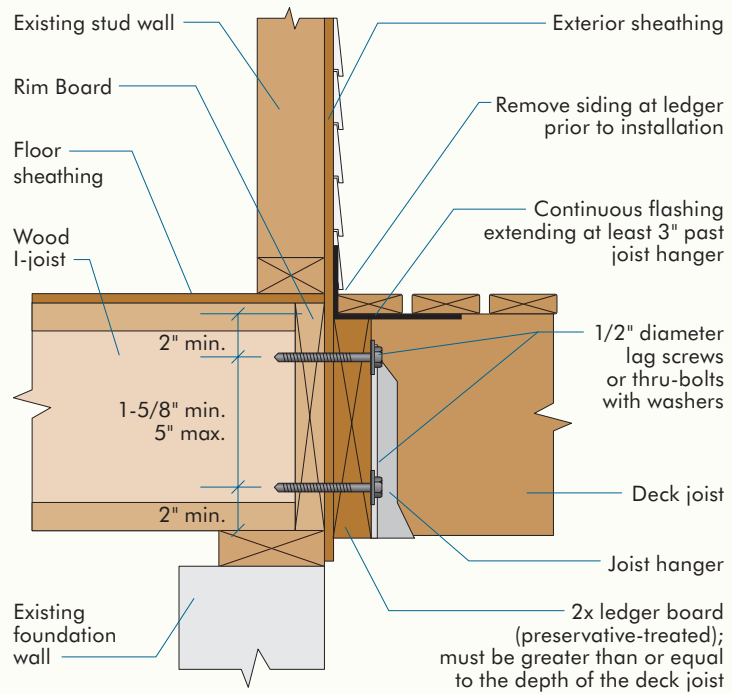 Existing stud wall
Rim Board
Floor
sheathing
Wood
I-joist
2" min.
1-5/8" min.
5" max.
2" min.
Existing
foundation
wall
Exterior sheathing
Remove siding at ledger
prior to installation
Continuous flashing
extending at least 3" past
joist hanger
1/2" diameter
lag screws
or thru-bolts
with washers
Deck joist
Joist hanger
2x ledger board
(preservative-treated);
must be greater than or equal
to the depth of the deck joist